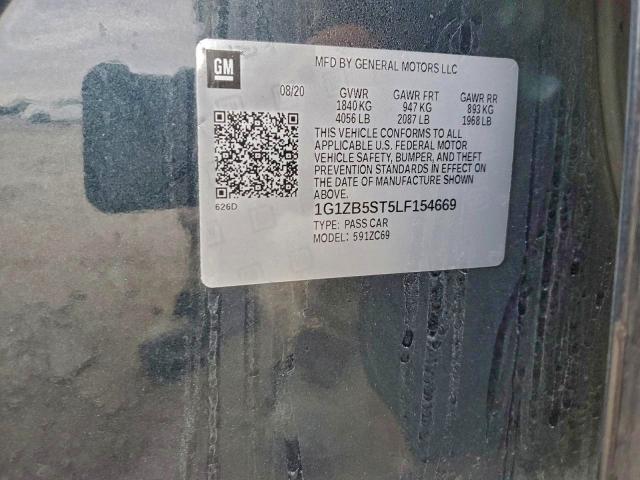 GM
MFD BY GENERAL MOTORS LLC
08/20 GVWR GAWR FRT GAWR RR
1840 KG 947 KG 893 KG
4056 LB 2087 LB 1968 LB
THIS VEHICLE CONFORMS TO ALL
APPLICABLE U.S. FEDERAL MOTOR
VEHICLE SAFETY, BUMPER, AND THEFT
PREVENTION STANDARDS IN EFFECT ON
THE DATE OF MANUFACTURE SHOWN
ABOVE.
626D
1G1ZB5ST5LF154669
TYPE: PASS CAR
MODEL: 591ZC69